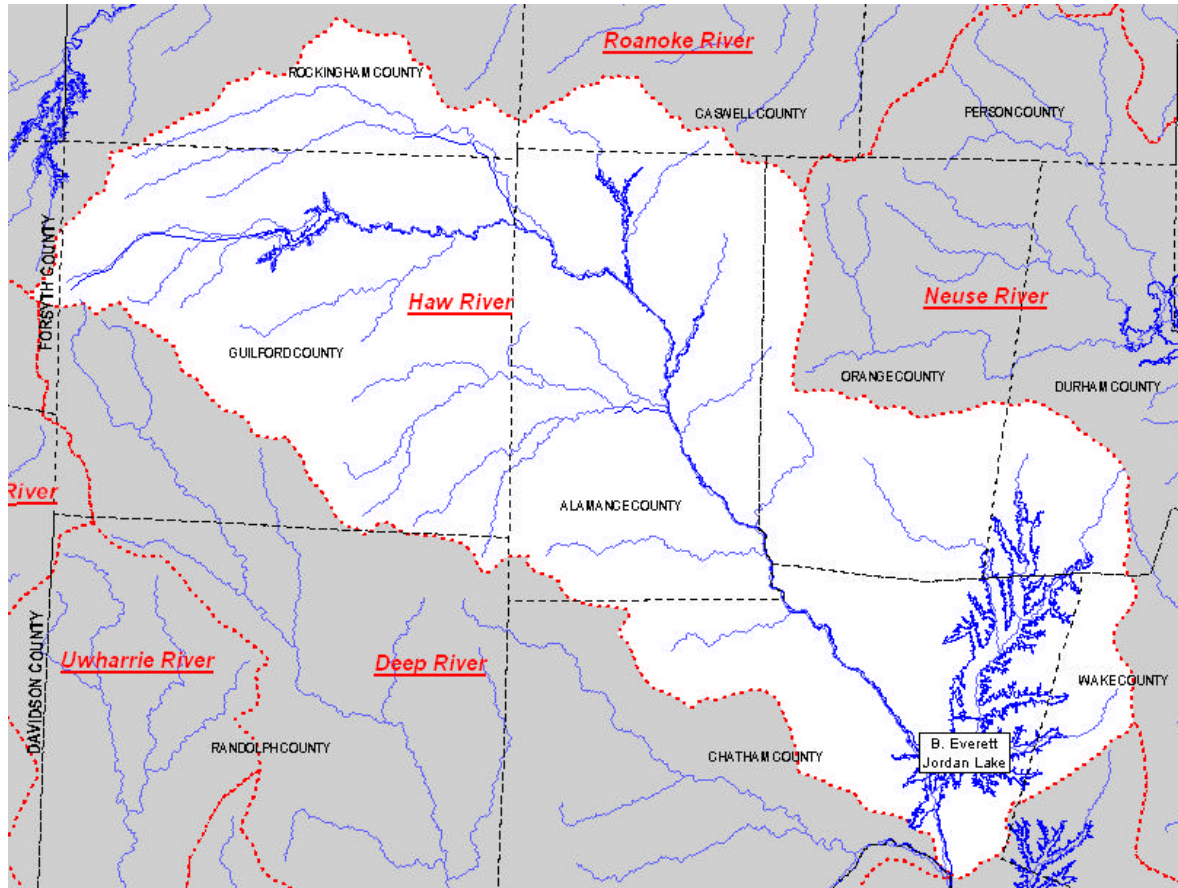 Roanoke River
ROCKINGHAM COUNTY
CASWELL COUNTY
PERSON COUNTY
FORSYTH COUNTY
Haw River
Neuse River
GUILFORD COUNTY
ORANGE COUNTY
DURHAM COUNTY
River
ALAMANCE COUNTY
DAVIDSON COUNTY
Uwharrie River
Deep River
WAKE COUNTY
RANDOLPH COUNTY
CHATHAM COUNTY
B. Everett
Jordan Lake